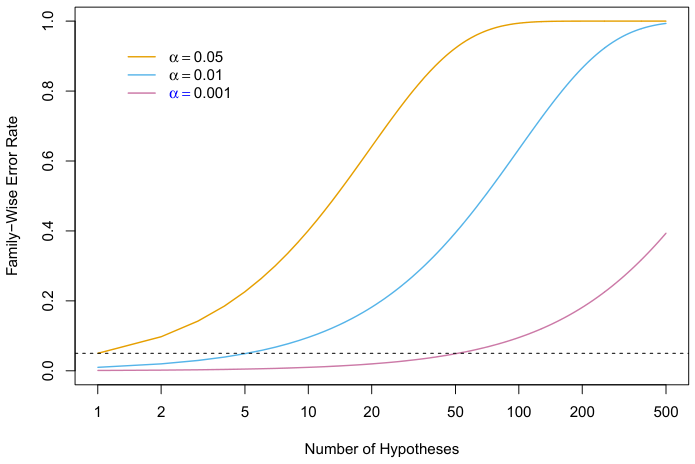 α = 0.05
α = 0.01
α = 0.001
Family−Wise Error Rate
1.0
0.8
0.6
0.4
0.2
0.0
1 2 5 10 20 50 100 200 500
Number of Hypotheses